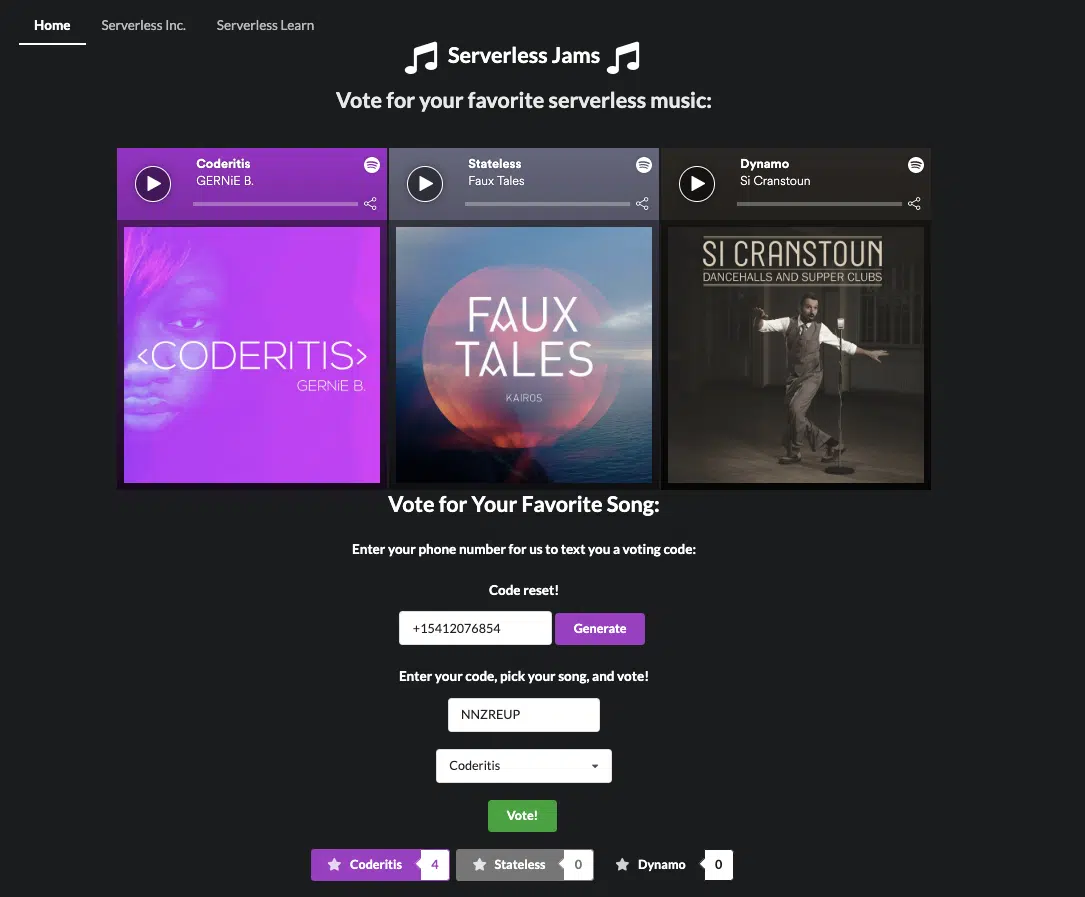 Home Serverless Inc. Serverless Learn
Serverless Jams
Vote for your favorite serverless music:
Coderitis
GERNiE B.
Stateless
Faux Tales
Dynamo
Si Cranstoun
<CODERITIS>
GERNiE B.
FAUX
TALES
KAIROS
SI CRANSTOUN
DANCEHALLS AND SUPPER CLUBS
Vote for Your Favorite Song:
Enter your phone number for us to text you a voting code:
Code reset!
+15412076854 Generate
Enter your code, pick your song, and vote!
NNZREUP
Coderitis
Vote!
Coderitis 4 Stateless 0 Dynamo 0